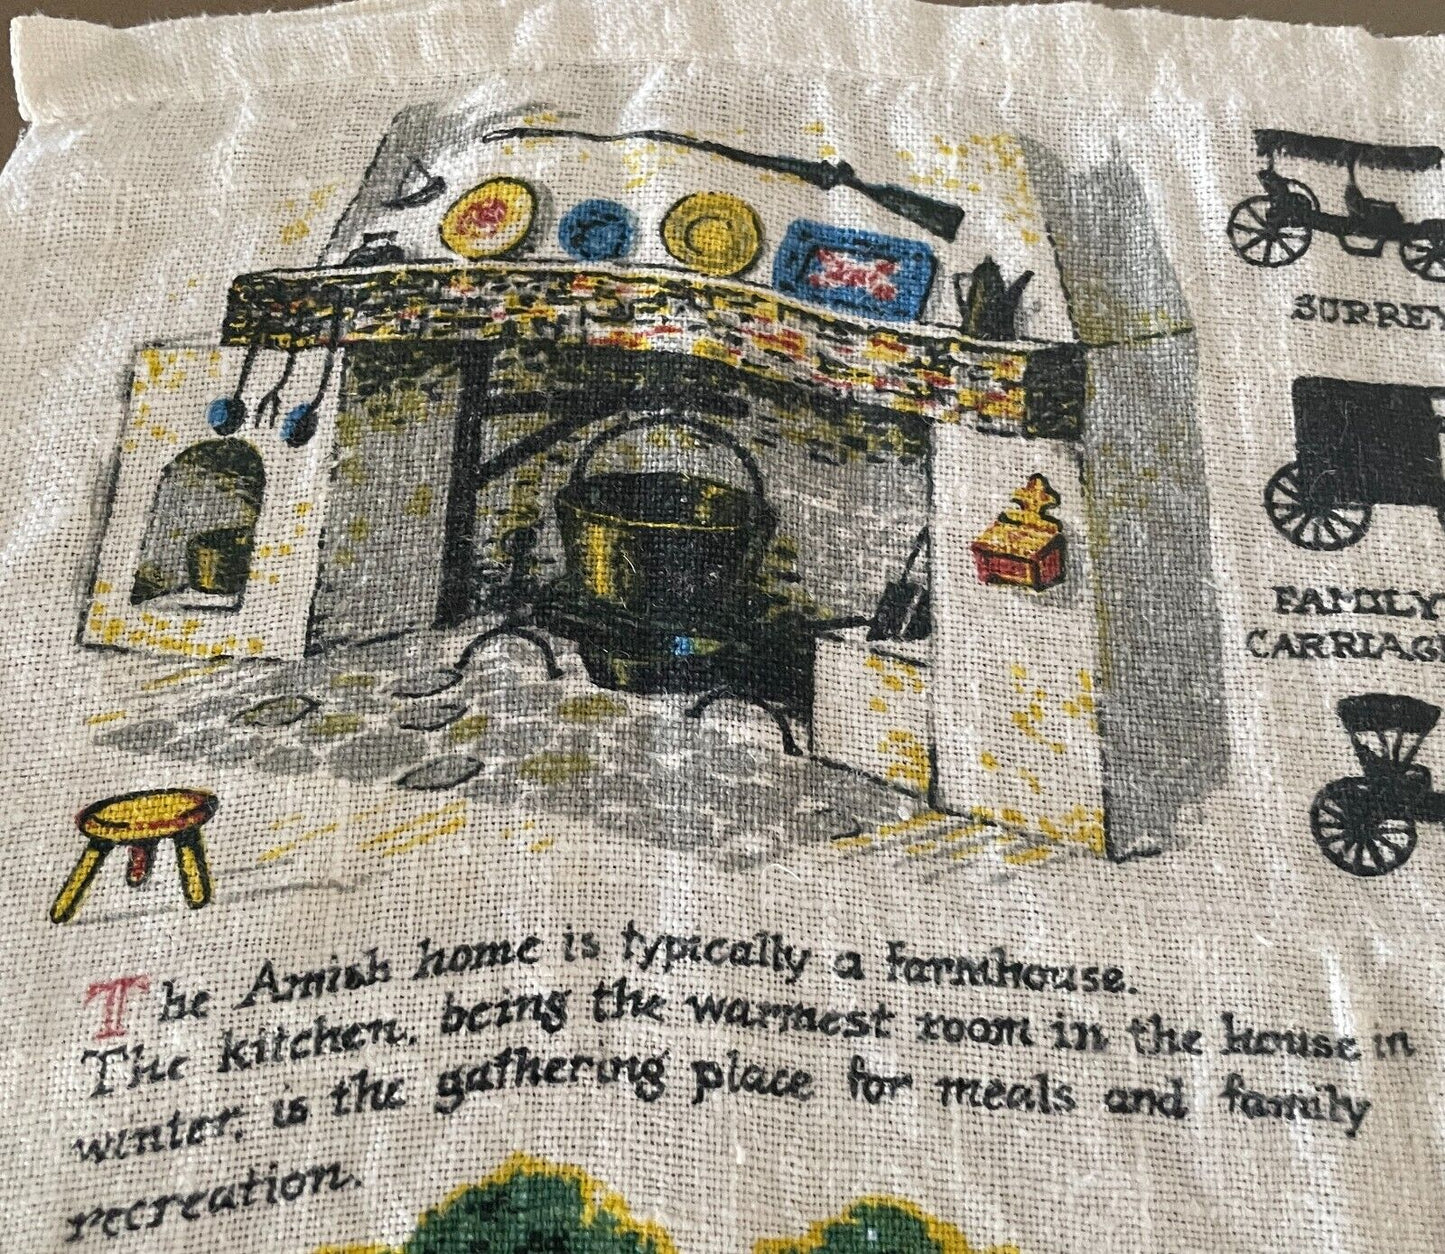 SURREY
FAMILY
CARRIAGE
The Amish home is typically a farmhouse.
The kitchen, being the warmest room in the house in
winter, is the gathering place for meals and family
recreation.